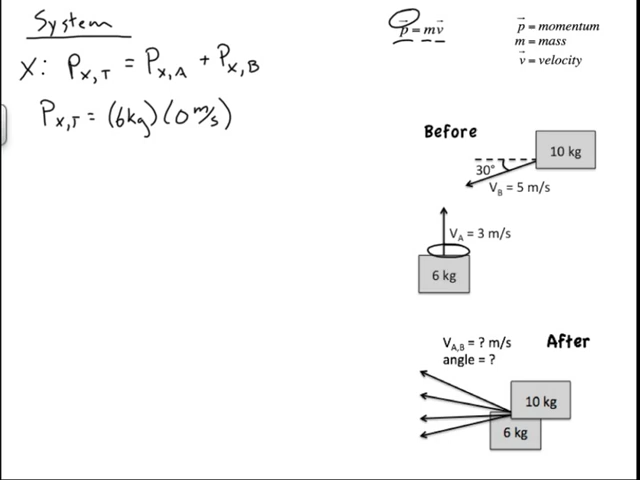 System
X: Px,T = Px,A + Px,B
Px,T = (6kg)(0 m/s)
p⃗ = mv⃗
p⃗ = momentum
m = mass
v⃗ = velocity
Before
10 kg
30°
VB = 5 m/s
VA = 3 m/s
6 kg
After
VA,B = ? m/s
angle = ?
10 kg
6 kg